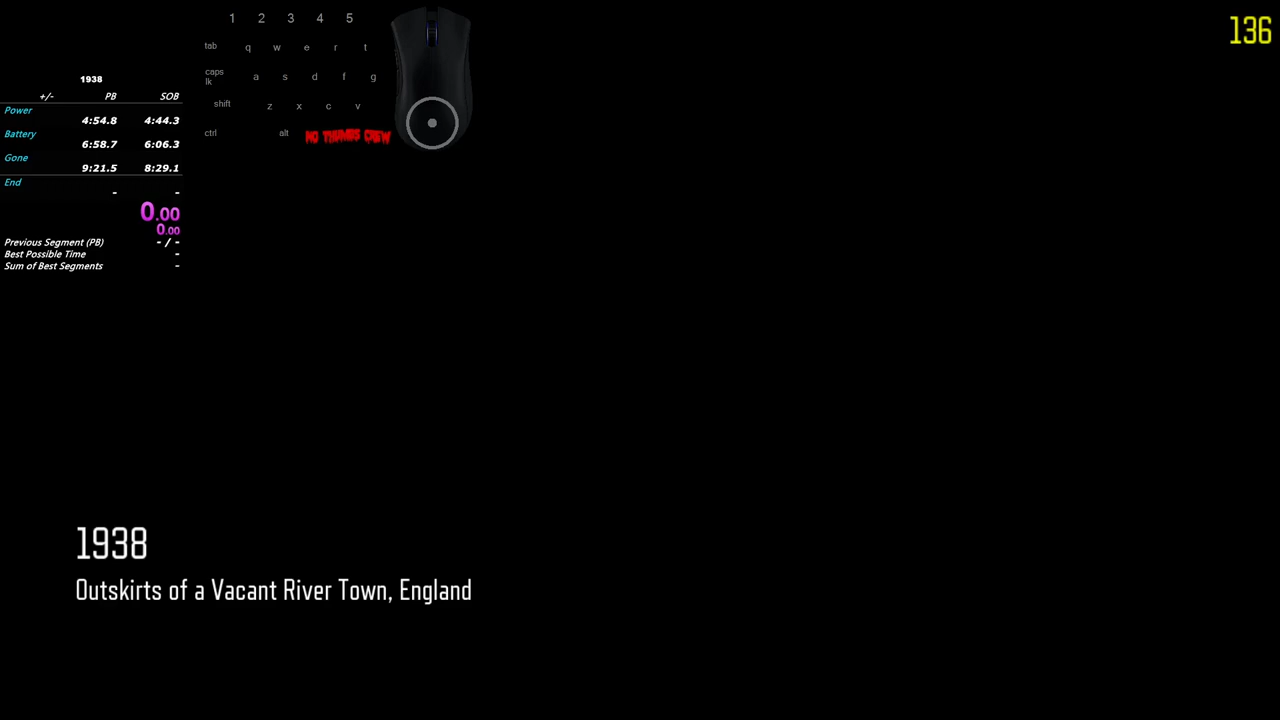 136
1 2 3 4 5
tab q w e r t
caps lk a s d f g
shift z x c v
ctrl alt NO THUMBS CREW
1938
+/- PB SOB
Power
4:54.8 4:44.3
Battery
6:58.7 6:06.3
Gone
9:21.5 8:29.1
End
- -
0.00
0.00
Previous Segment (PB) - / -
Best Possible Time -
Sum of Best Segments -
1938
Outskirts of a Vacant River Town, England